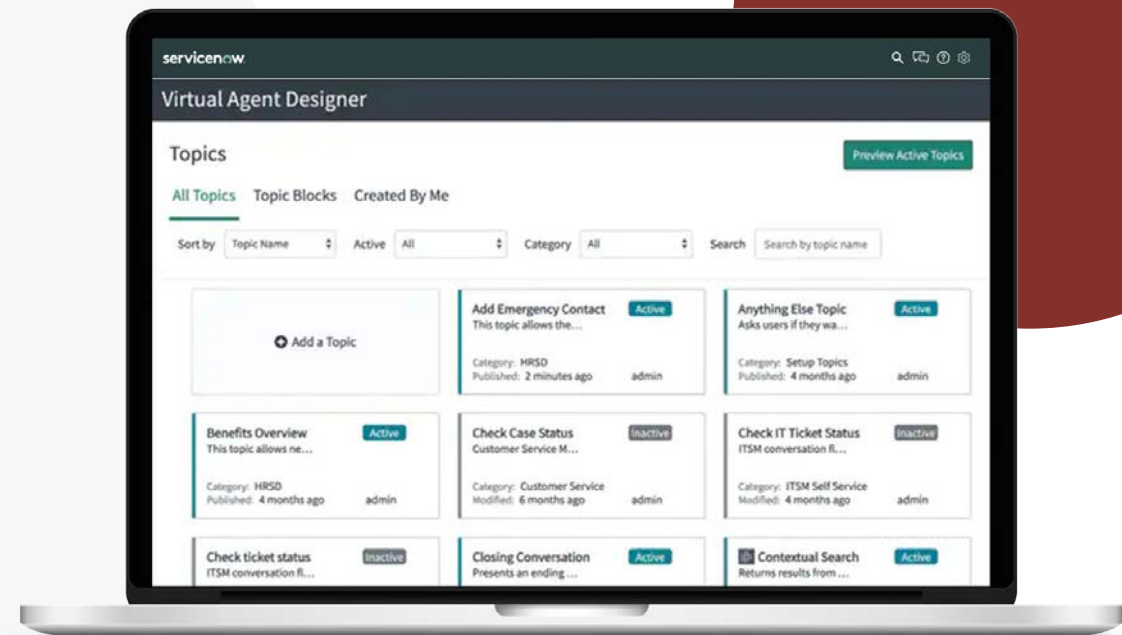 servicenow
Virtual Agent Designer
Topics
Preview Active Topics
All Topics Topic Blocks Created By Me
Sort by Topic Name Active All Category All Search Search by topic name
Add a Topic
Add Emergency Contact Active
This topic allows the...
Category: HRSD
Published: 2 minutes ago admin
Anything Else Topic Active
Asks users if they wa...
Category: Setup Topics
Published: 4 months ago admin
Benefits Overview Active
This topic allows ne...
Category: HRSD
Published: 4 months ago admin
Check Case Status Inactive
Customer Service M...
Category: Customer Service
Modified: 6 months ago admin
Check IT Ticket Status Inactive
ITSM conversation fl...
Category: ITSM Self Service
Modified: 4 months ago admin
Check ticket status Inactive
ITSM conversation fl...
Closing Conversation Active
Presents an ending ...
Contextual Search Active
Returns results from ...